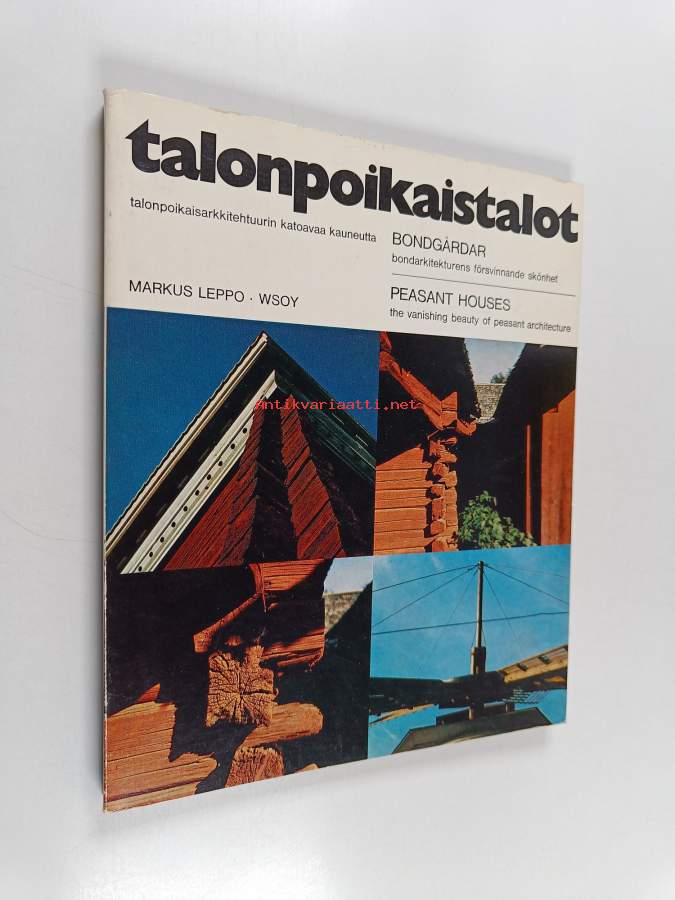 talonpoikaistalot
talonpoikaisarkkitehtuurin katoavaa kauneutta
BONDGÅRDAR
bondarkitekturens försvinnande skönhet
MARKUS LEPPO · WSOY
PEASANT HOUSES
the vanishing beauty of peasant architecture
Antikvariaatti.net